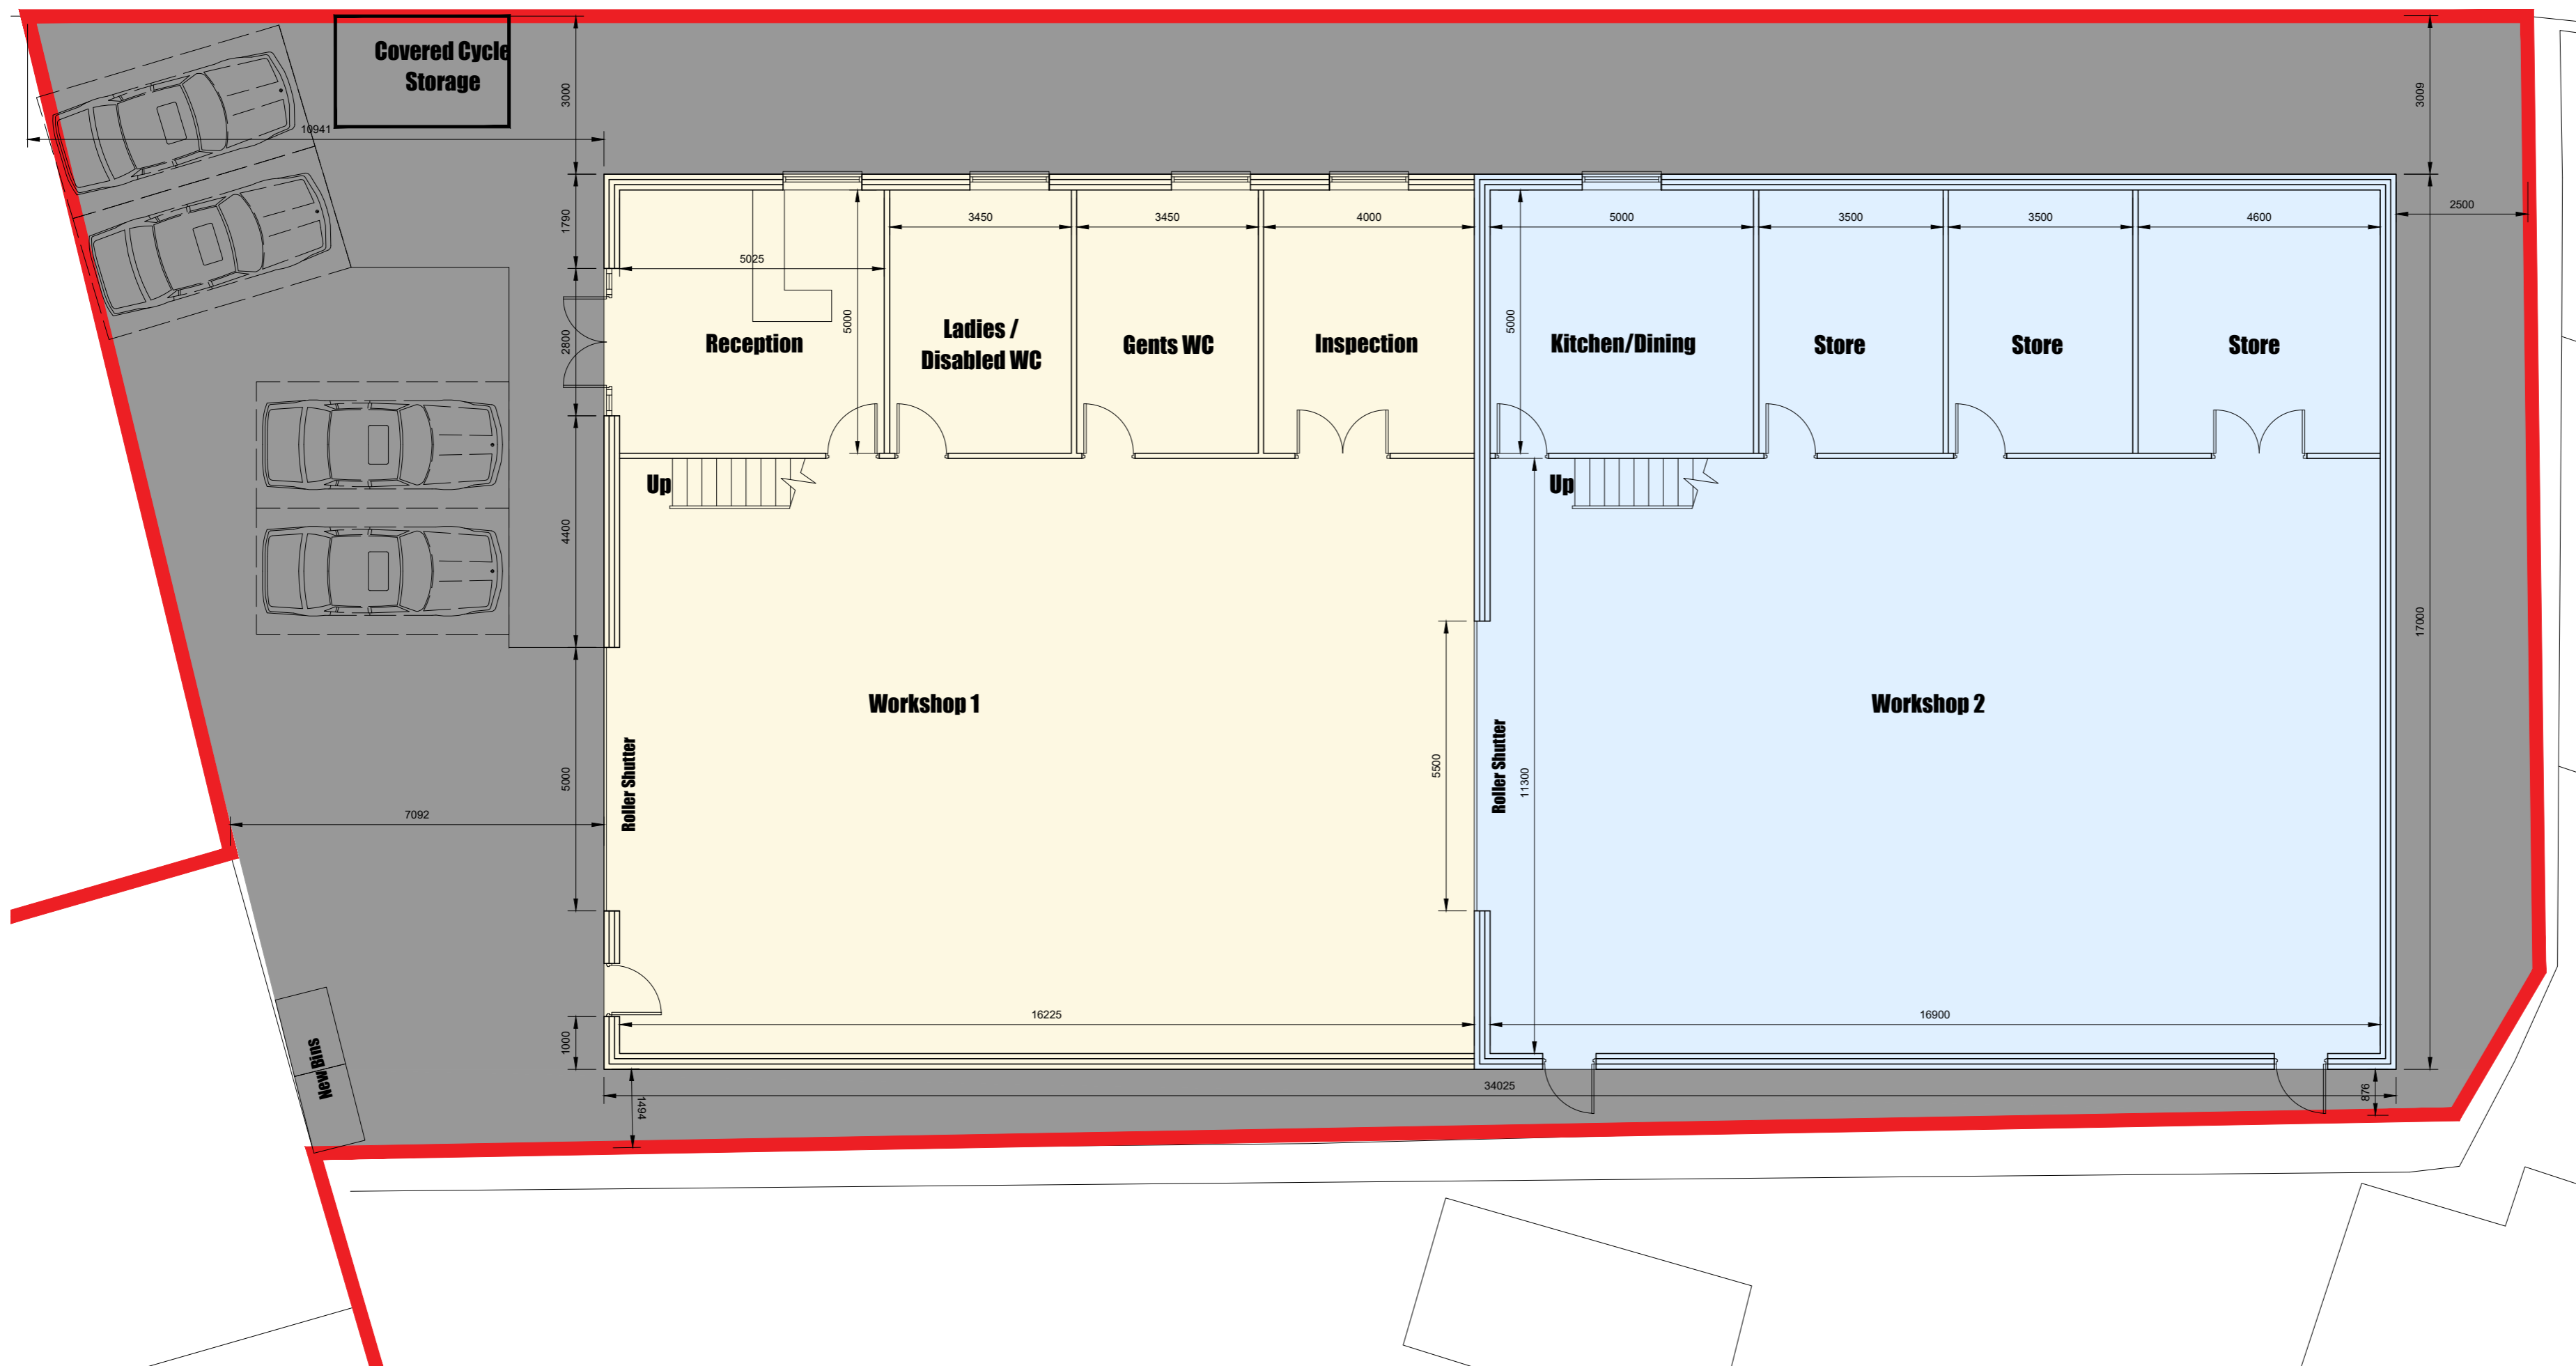 Covered Cycle
Storage
3000
3009
10941
1790
2500
3450
3450
4000
5000
3500
3500
4600
5025
5000
5000
2800
Reception
Ladies /
Disabled WC
Gents WC
Inspection
Kitchen/Dining
Store
Store
Store
Up
Up
4400
17000
Workshop 1
Workshop 2
Roller Shutter
Roller Shutter
5000
5500
11300
7092
16225
16900
1000
New Bins
1494
34025
876